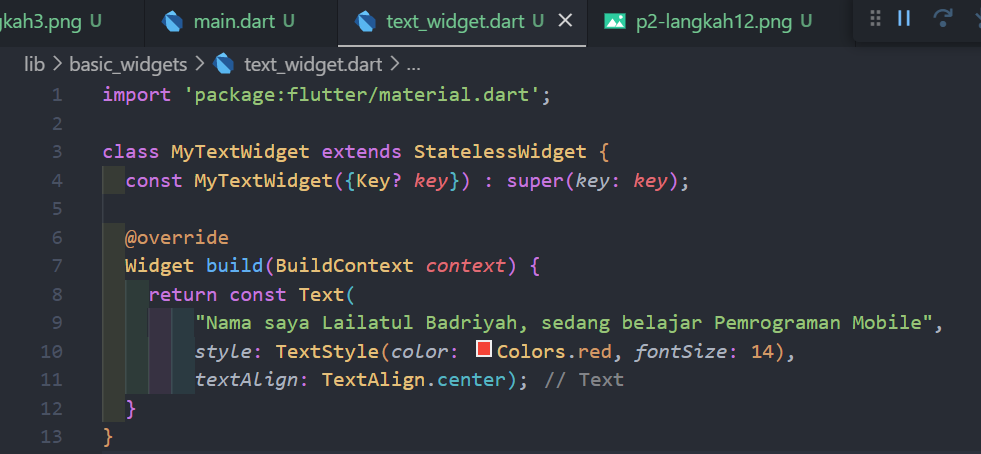 gkah3.png U main.dart U text_widget.dart U p2-langkah12.png U
lib > basic_widgets > text_widget.dart > ...
1 import 'package:flutter/material.dart';
2
3 class MyTextWidget extends StatelessWidget {
4 const MyTextWidget({Key? key}) : super(key: key);
5
6 @override
7 Widget build(BuildContext context) {
8 return const Text(
9 "Nama saya Lailatul Badriyah, sedang belajar Pemrograman Mobile",
10 style: TextStyle(color: Colors.red, fontSize: 14),
11 textAlign: TextAlign.center); // Text
12 }
13 }